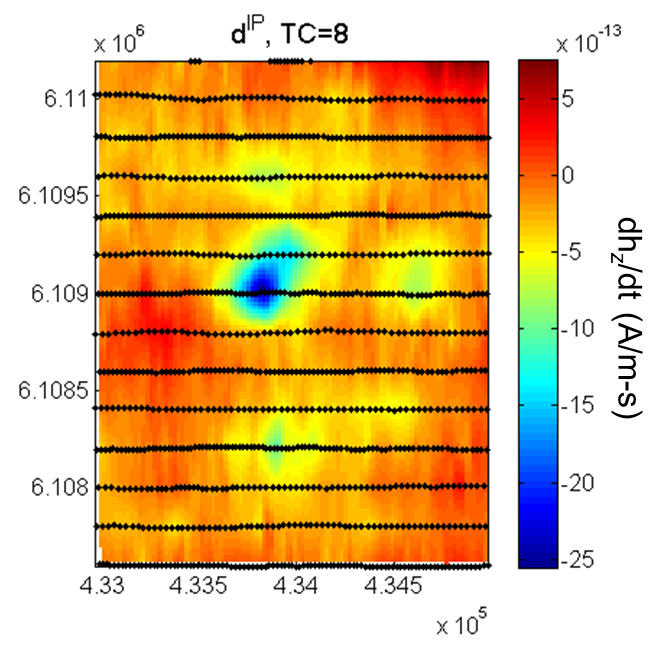 d^IP, TC=8
x 10^6
x 10^-13
6.11
6.1095
6.109
6.1085
6.108
5
0
-5
-10
-15
-20
-25
dh_z/dt (A/m-s)
4.33 4.335 4.34 4.345
x 10^5